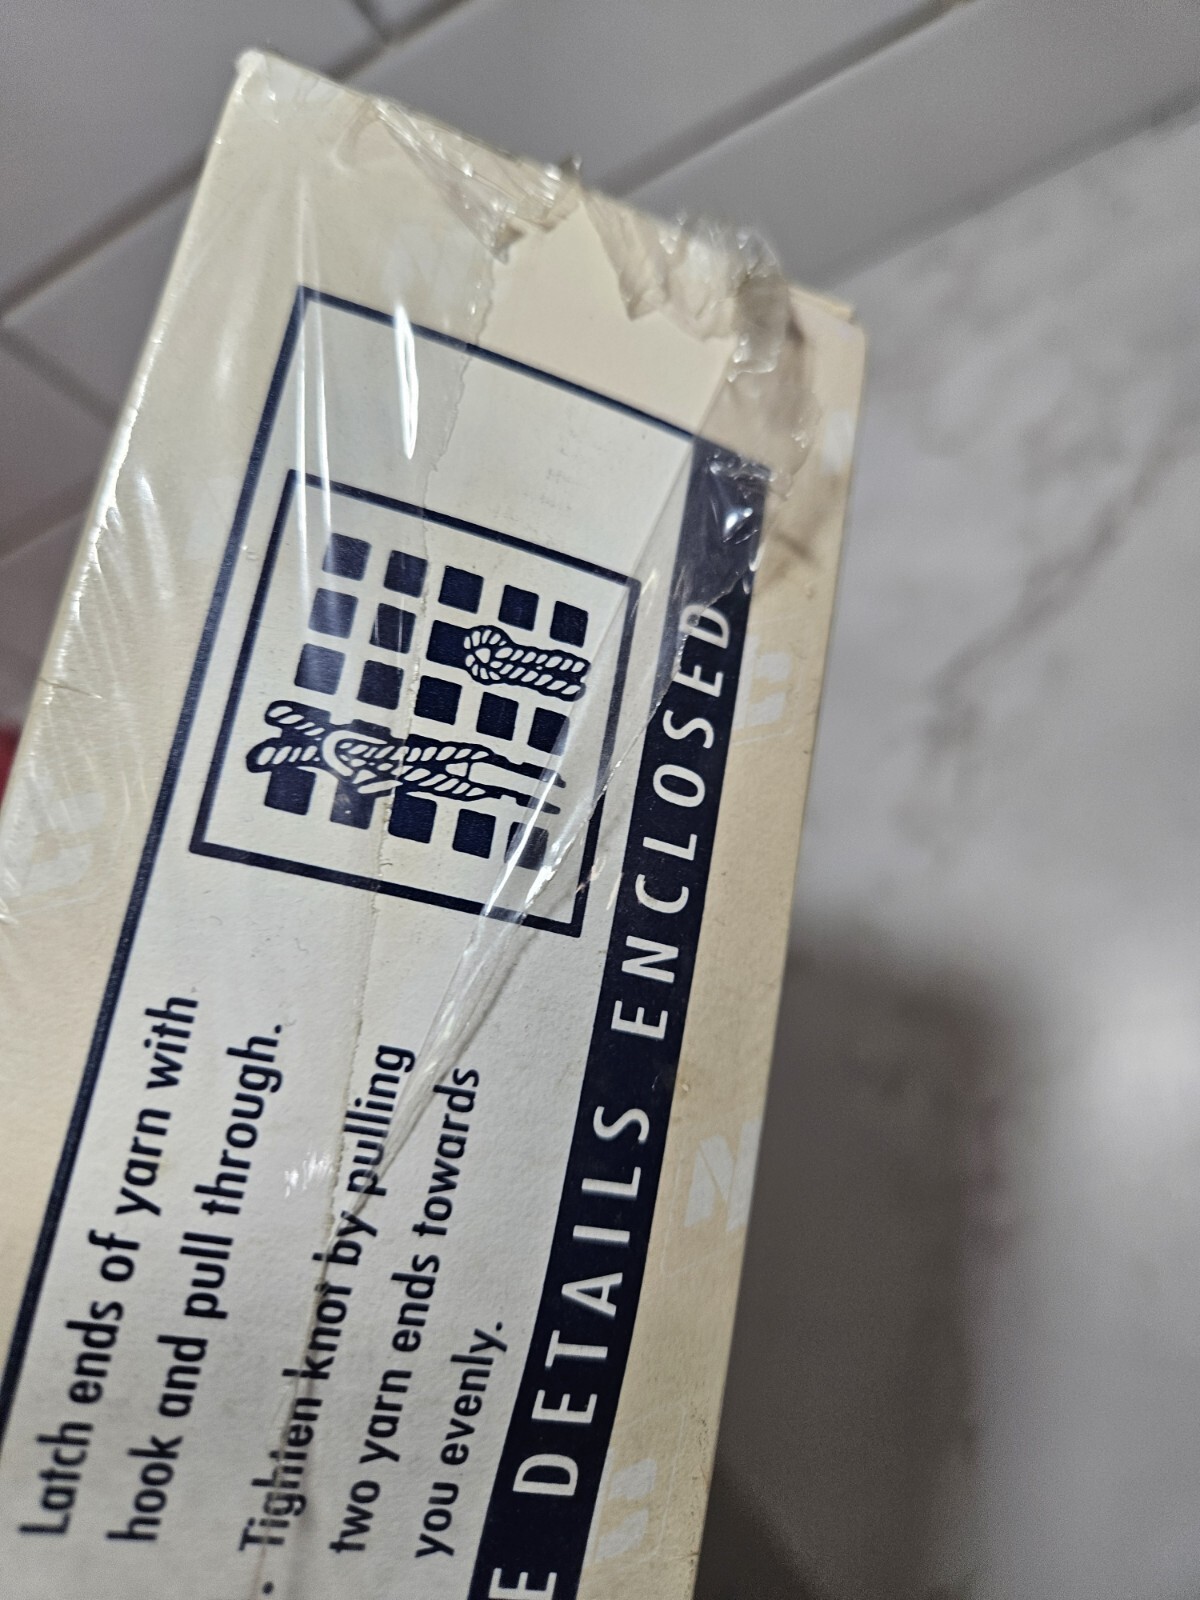 Latch ends of yarn with
hook and pull through.
• Tighten knot by pulling
two yarn ends towards
you evenly.
E DETAILS ENCLOSED